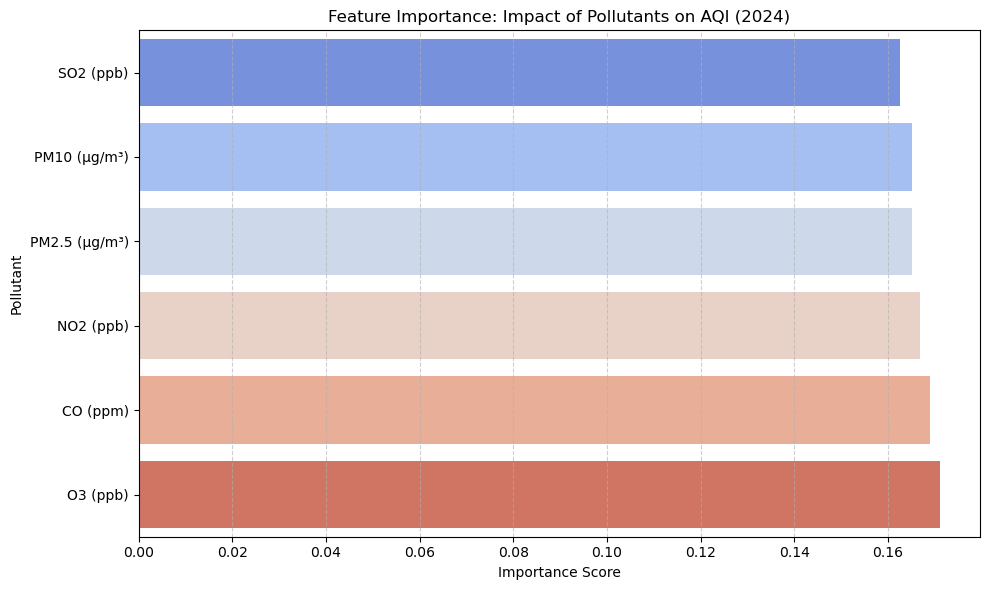 Feature Importance: Impact of Pollutants on AQI (2024)
Pollutant
SO2 (ppb)
PM10 (µg/m³)
PM2.5 (µg/m³)
NO2 (ppb)
CO (ppm)
O3 (ppb)
0.00 0.02 0.04 0.06 0.08 0.10 0.12 0.14 0.16
Importance Score